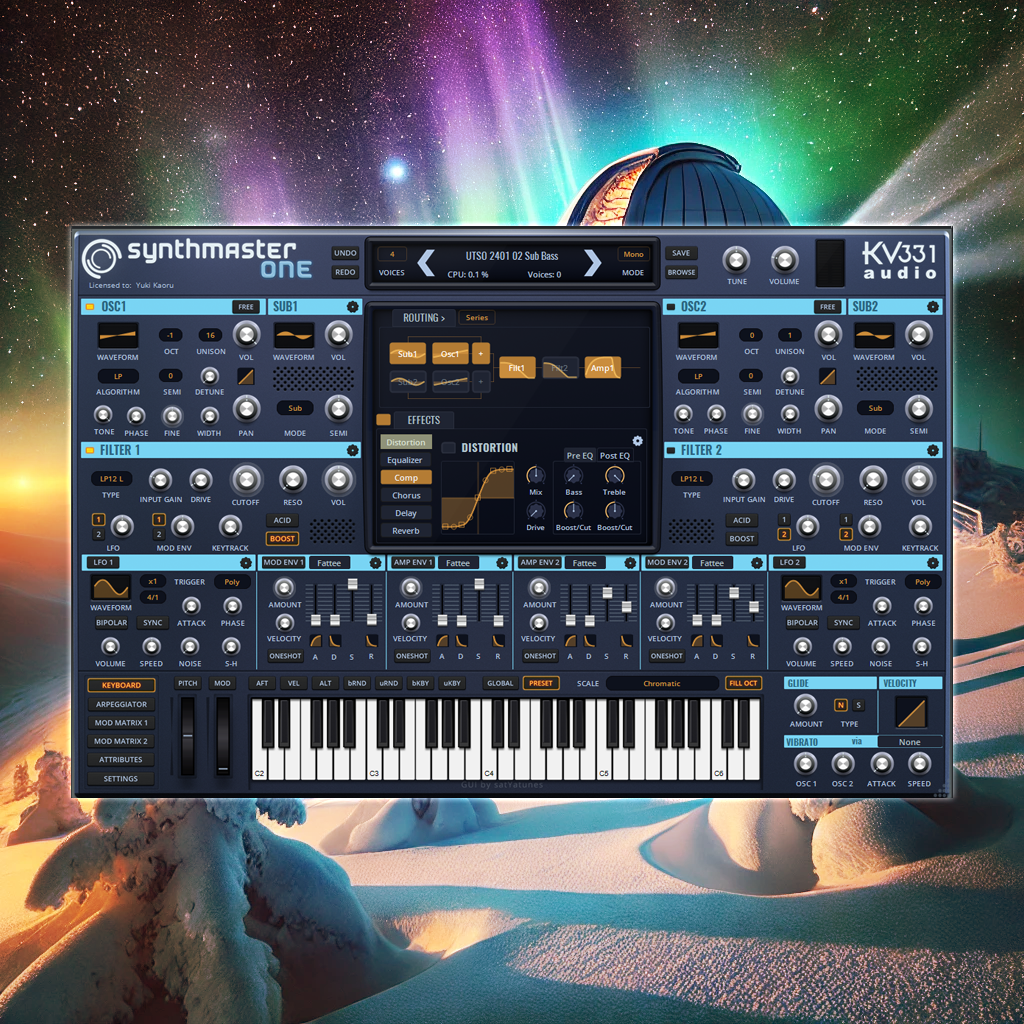 synthmaster
ONE
Licensed to: Yuki Kaoru
UNDO
REDO
4
VOICES
UTSO 2401 02 Sub Bass
CPU: 0.1 %
Voices: 0
Mono
MODE
SAVE
BROWSE
TUNE
VOLUME
KV331
audio
OSC1
FREE
SUB1
WAVEFORM
-1
OCT
16
UNISON
VOL
WAVEFORM
VOL
LP
ALGORITHM
0
SEMI
DETUNE
TONE
PHASE
FINE
WIDTH
PAN
Sub
MODE
SEMI
ROUTING >
Series
Sub1
Osc1
+
Sub2
Osc2
+
Filt1
Filt2
Amp1
OSC2
FREE
SUB2
WAVEFORM
0
OCT
1
UNISON
VOL
WAVEFORM
VOL
LP
ALGORITHM
0
SEMI
DETUNE
TONE
PHASE
FINE
WIDTH
PAN
Sub
MODE
SEMI
FILTER 1
LP12 L
TYPE
INPUT GAIN
DRIVE
CUTOFF
RESO
VOL
1
2
LFO
1
2
MOD ENV
KEYTRACK
ACID
BOOST
EFFECTS
Distortion
Equalizer
Comp
Chorus
Delay
Reverb
DISTORTION
Pre EQ
Post EQ
Mix
Bass
Treble
Drive
Boost/Cut
Boost/Cut
FILTER 2
LP12 L
TYPE
INPUT GAIN
DRIVE
CUTOFF
RESO
VOL
ACID
BOOST
1
2
LFO
1
2
MOD ENV
KEYTRACK
LFO 1
WAVEFORM
x1
TRIGGER
Poly
4/1
BIPOLAR
SYNC
ATTACK
PHASE
VOLUME
SPEED
NOISE
S-H
MOD ENV 1
Fattee
AMOUNT
VELOCITY
ONESHOT
A D S R
AMP ENV 1
Fattee
AMOUNT
VELOCITY
ONESHOT
A D S R
AMP ENV 2
Fattee
AMOUNT
VELOCITY
ONESHOT
A D S R
MOD ENV 2
Fattee
AMOUNT
VELOCITY
ONESHOT
A D S R
LFO 2
WAVEFORM
x1
TRIGGER
Poly
4/1
BIPOLAR
SYNC
ATTACK
PHASE
VOLUME
SPEED
NOISE
S-H
KEYBOARD
ARPEGGIATOR
MOD MATRIX 1
MOD MATRIX 2
ATTRIBUTES
SETTINGS
PITCH
MOD
AFT
VEL
ALT
bRND
uRND
bKBY
uKBY
GLOBAL
PRESET
SCALE
Chromatic
FILL OCT
C2
C3
C4
C5
C6
GUI by satYatunes
GLIDE
AMOUNT
N
S
TYPE
VELOCITY
VIBRATO
via
None
OSC 1
OSC 2
ATTACK
SPEED